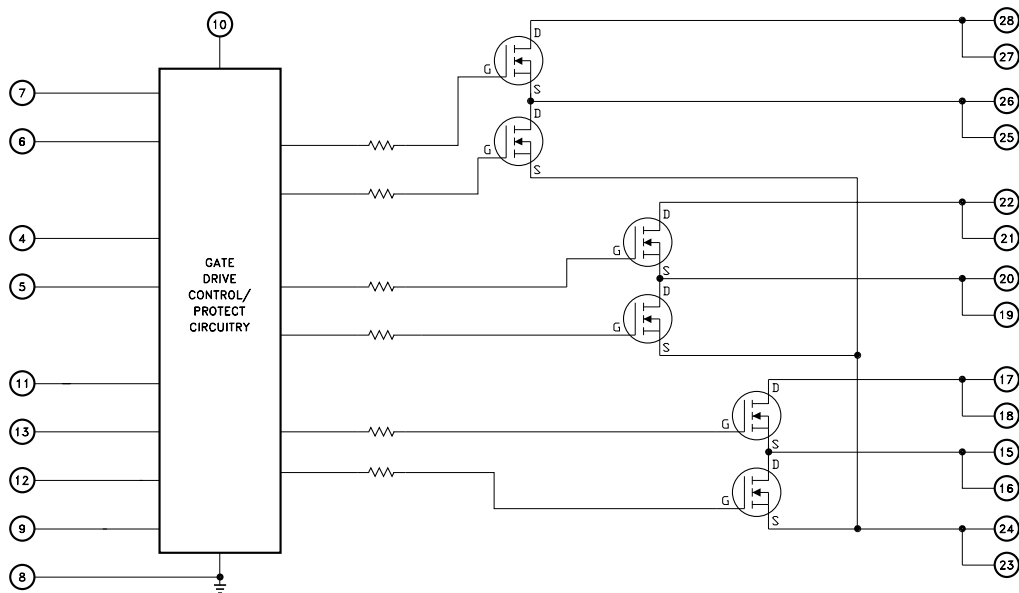 10
28
D
27
G
7
S
26
D
6
25
G
S
22
D
4
21
G
GATE
DRIVE
CONTROL/
PROTECT
CIRCUITRY
S
20
5
D
19
G
S
17
11
D
18
G
13
S
15
D
12
16
G
S
9
24
23
8